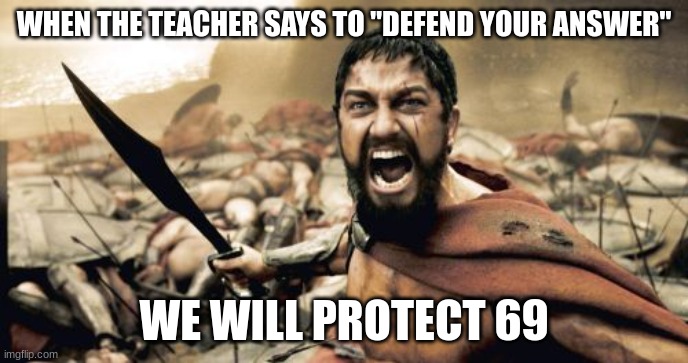 WHEN THE TEACHER SAYS TO "DEFEND YOUR ANSWER"
WE WILL PROTECT 69
imgflip.com